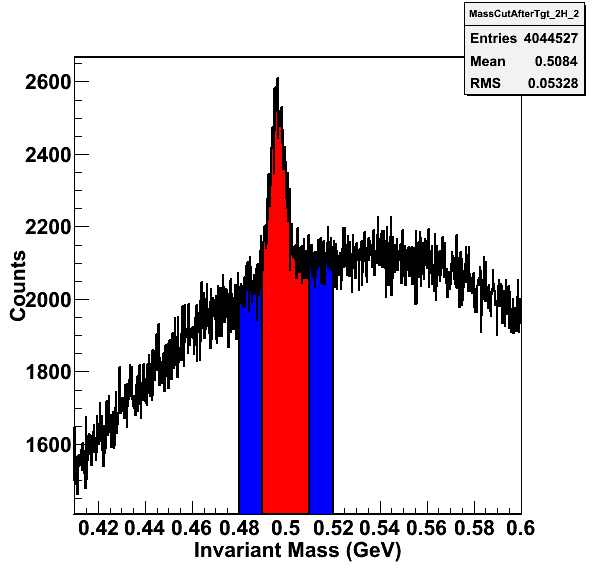 MassCutAfterTgt_2H_2
Entries 4044527
Mean 0.5084
RMS 0.05328
2600
2400
2200
2000
1800
1600
Counts
0.42 0.44 0.46 0.48 0.5 0.52 0.54 0.56 0.58 0.6
Invariant Mass (GeV)